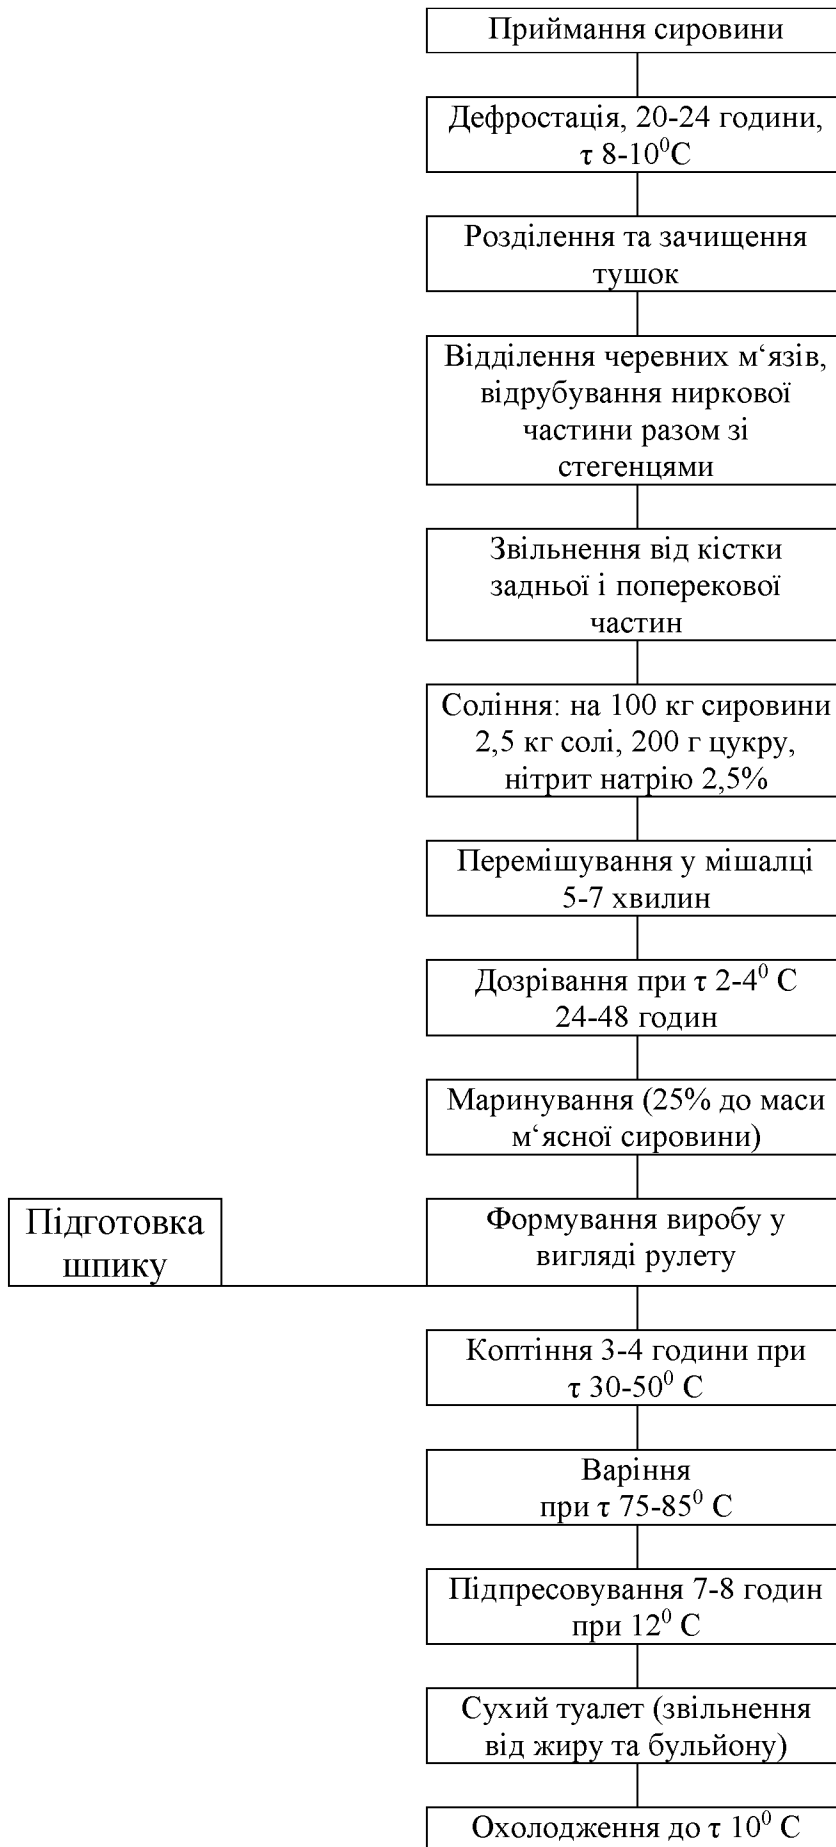 Приймання сировини
Дефростація, 20-24 години,
τ 8-10⁰С
Розділення та зачищення
тушок
Відділення черевних м‘язів,
відрубування ниркової
частини разом зі
стегенцями
Звільнення від кістки
задньої і поперекової
частин
Соління: на 100 кг сировини
2,5 кг солі, 200 г цукру,
нітрит натрію 2,5%
Перемішування у мішалці
5-7 хвилин
Дозрівання при τ 2-4⁰ С
24-48 годин
Маринування (25% до маси
м‘ясної сировини)
Підготовка
шпику
Формування виробу у
вигляді рулету
Коптіння 3-4 години при
τ 30-50⁰ С
Варіння
при τ 75-85⁰ С
Підпресовування 7-8 годин
при 12⁰ С
Сухий туалет (звільнення
від жиру та бульйону)
Охолодження до τ 10⁰ С